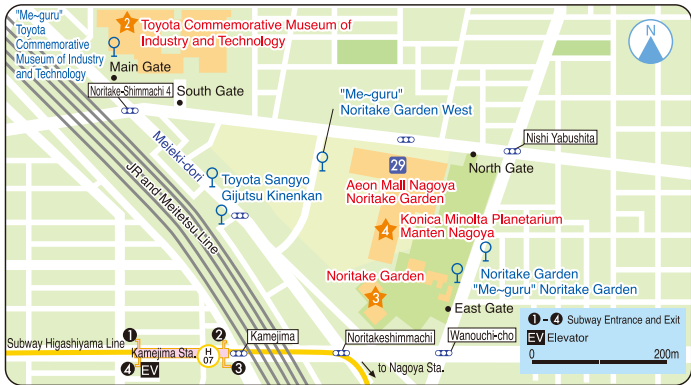 "Me~guru"
Toyota
Commemorative
Museum of Industry
and Technology
2
Toyota Commemorative Museum of
Industry and Technology
N
Main Gate
Noritake-Shimmachi 4
South Gate
"Me~guru"
Noritake Garden West
Meieki-dori
JR and Meitetsu Line
Nishi Yabushita
29
North Gate
Toyota Sangyo
Gijutsu Kinenkan
Aeon Mall Nagoya
Noritake Garden
4
Konica Minolta Planetarium
Manten Nagoya
Noritake Garden
3
Noritake Garden
"Me~guru" Noritake Garden
East Gate
1 - 4 Subway Entrance and Exit
EV Elevator
0 200m
Subway Higashiyama Line
1
2
Kamejima Sta.
H
07
Kamejima
Noritakeshimmachi
Wanouchi-cho
4
EV
3
to Nagoya Sta.